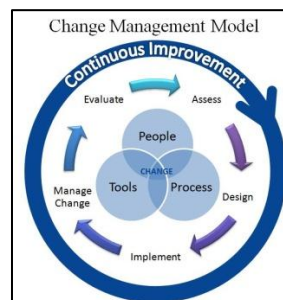 Change Management Model
Continuous Improvement
Evaluate
Assess
People
CHANGE
Tools
Process
Manage
Change
Design
Implement